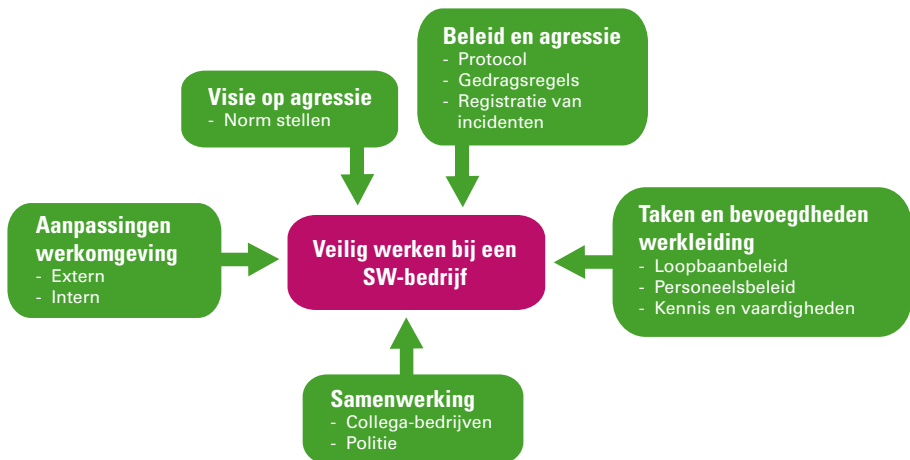 Beleid en agressie
- Protocol
- Gedragsregels
- Registratie van
incidenten
Visie op agressie
- Norm stellen
Aanpassingen
werkomgeving
- Extern
- Intern
Veilig werken bij een
SW-bedrijf
Taken en bevoegdheden
werkleiding
- Loopbaanbeleid
- Personeelsbeleid
- Kennis en vaardigheden
Samenwerking
- Collega-bedrijven
- Politie